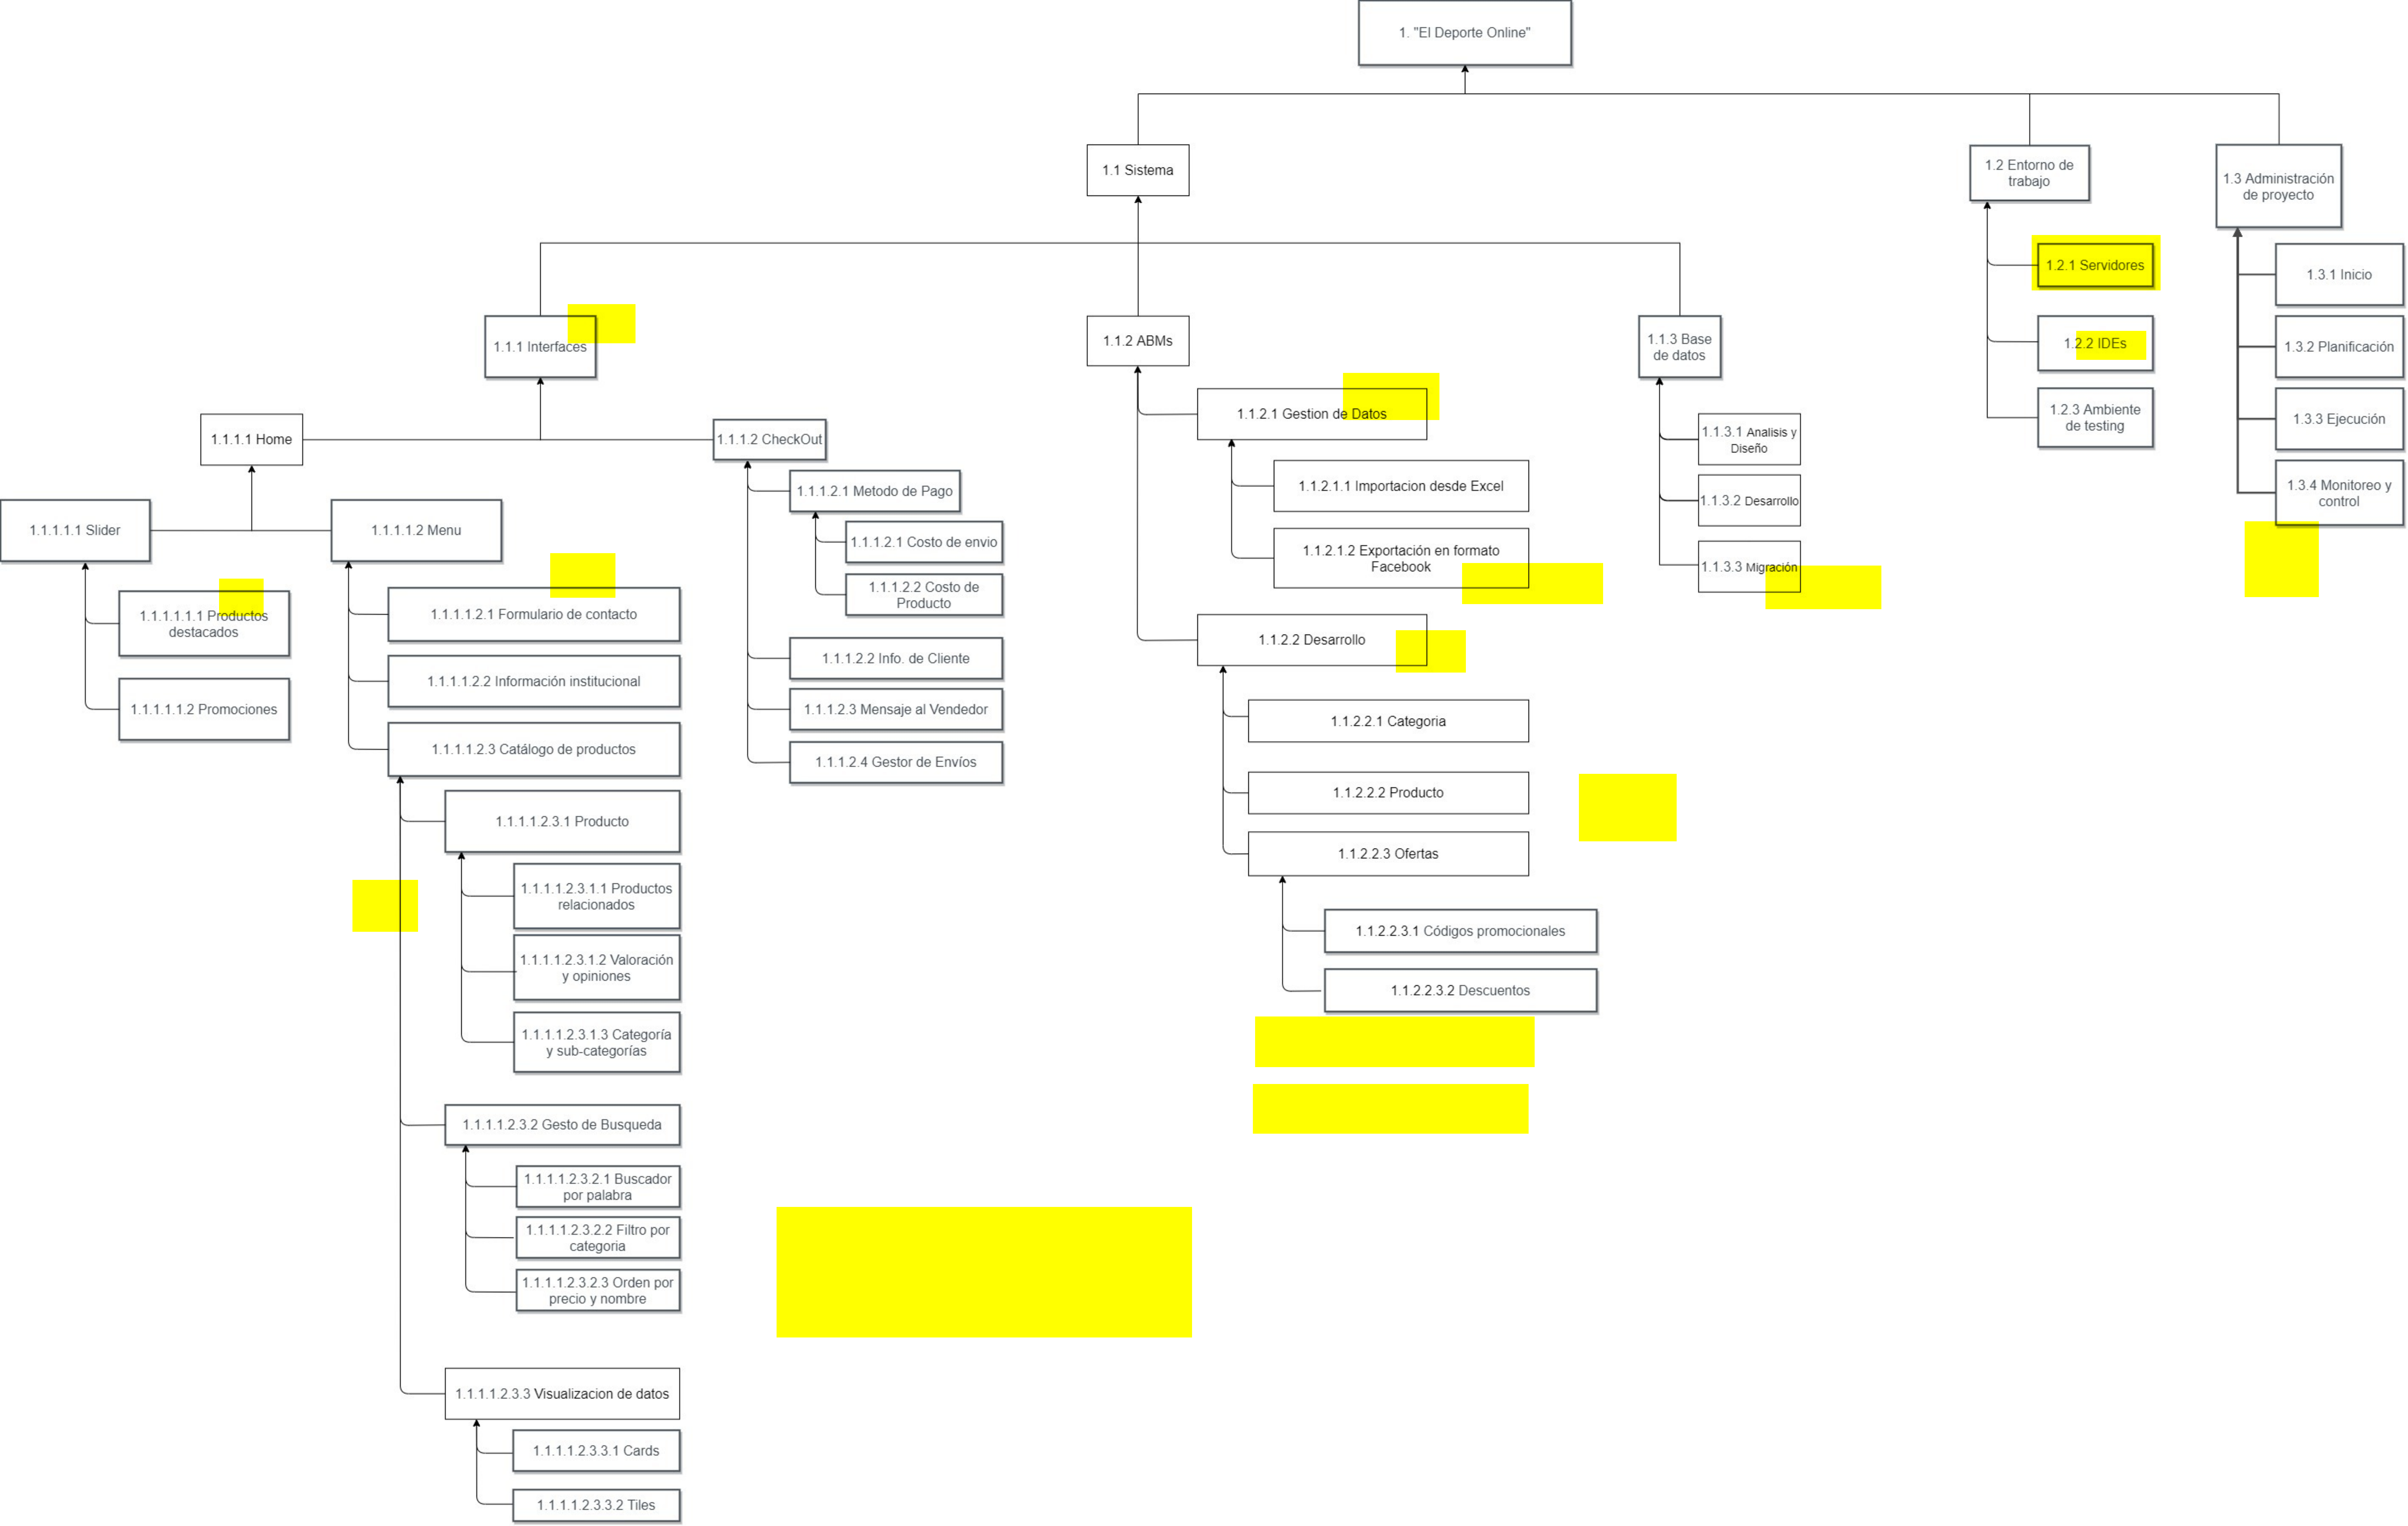 1. "El Deporte Online"
1.1 Sistema
1.2 Entorno de
trabajo
1.3 Administración
de proyecto
1.2.1 Servidores
1.2.2 IDEs
1.2.3 Ambiente
de testing
1.3.1 Inicio
1.3.2 Planificación
1.3.3 Ejecución
1.3.4 Monitoreo y
control
1.1.1 Interfaces
1.1.2 ABMs
1.1.3 Base
de datos
1.1.1.1 Home
1.1.1.2 CheckOut
1.1.1.1.1 Slider
1.1.1.1.2 Menu
1.1.1.1.1.1 Productos
destacados
1.1.1.1.1.2 Promociones
1.1.1.1.2.1 Formulario de contacto
1.1.1.1.2.2 Información institucional
1.1.1.1.2.3 Catálogo de productos
1.1.1.1.2.3.1 Producto
1.1.1.1.2.3.1.1 Productos
relacionados
1.1.1.1.2.3.1.2 Valoración
y opiniones
1.1.1.1.2.3.1.3 Categoría
y sub-categorías
1.1.1.1.2.3.2 Gesto de Busqueda
1.1.1.1.2.3.2.1 Buscador
por palabra
1.1.1.1.2.3.2.2 Filtro por
categoria
1.1.1.1.2.3.2.3 Orden por
precio y nombre
1.1.1.1.2.3.3 Visualizacion de datos
1.1.1.1.2.3.3.1 Cards
1.1.1.1.2.3.3.2 Tiles
1.1.1.2.1 Metodo de Pago
1.1.1.2.1 Costo de envio
1.1.1.2.2 Costo de
Producto
1.1.1.2.2 Info. de Cliente
1.1.1.2.3 Mensaje al Vendedor
1.1.1.2.4 Gestor de Envíos
1.1.2.1 Gestion de Datos
1.1.2.1.1 Importacion desde Excel
1.1.2.1.2 Exportación en formato
Facebook
1.1.2.2 Desarrollo
1.1.2.2.1 Categoria
1.1.2.2.2 Producto
1.1.2.2.3 Ofertas
1.1.2.2.3.1 Códigos promocionales
1.1.2.2.3.2 Descuentos
1.1.3.1 Analisis y
Diseño
1.1.3.2 Desarrollo
1.1.3.3 Migración